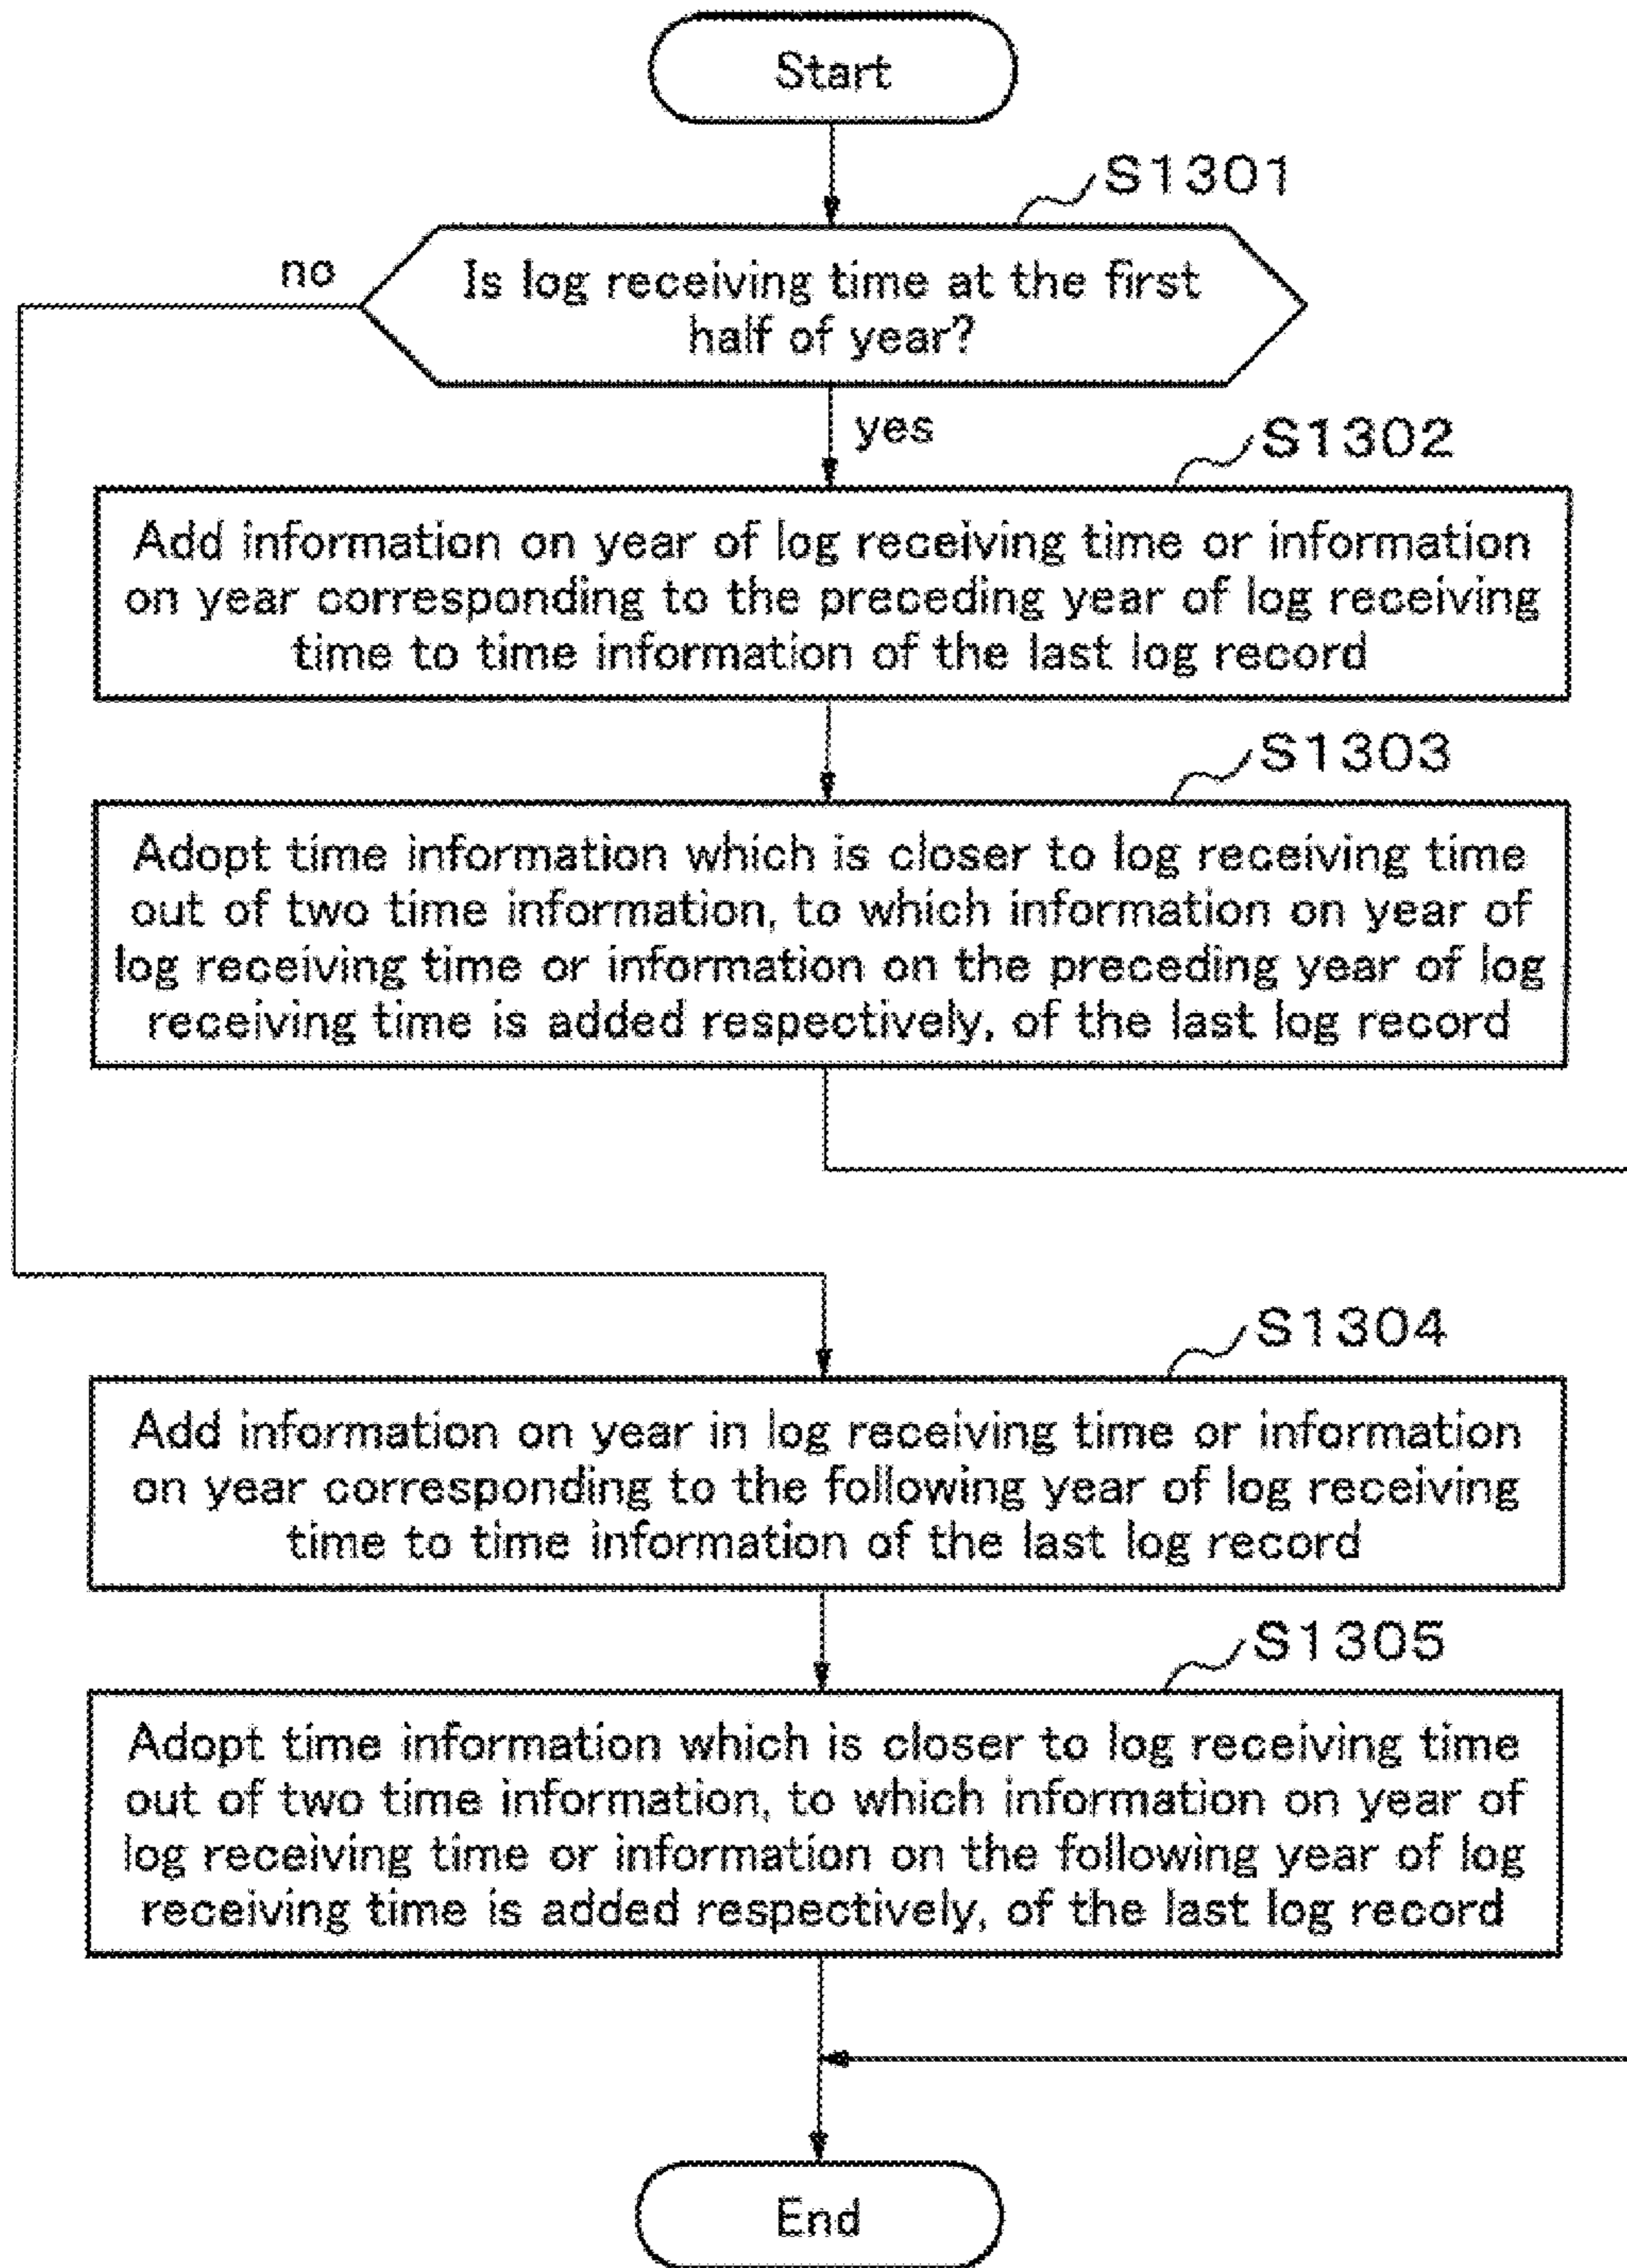 Start
S1301
no
Is log receiving time at the first
half of year?
yes
S1302
Add information on year of log receiving time or information
on year corresponding to the preceding year of log receiving
time to time information of the last log record
S1303
Adopt time information which is closer to log receiving time
out of two time information, to which information on year of
log receiving time or information on the preceding year of log
receiving time is added respectively, of the last log record
S1304
Add information on year in log receiving time or information
on year corresponding to the following year of log receiving
time to time information of the last log record
S1305
Adopt time information which is closer to log receiving time
out of two time information, to which information on year of
log receiving time or information on the following year of log
receiving time is added respectively, of the last log record
End